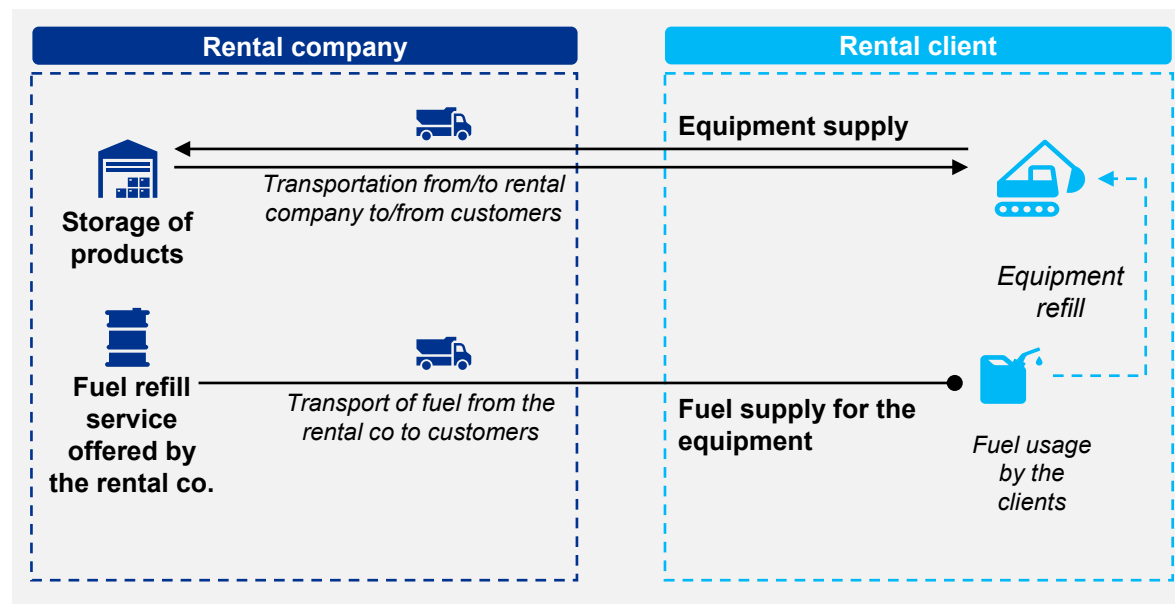 Rental company
Rental client
Equipment supply
Transportation from/to rental
company to/from customers
Storage of
products
Equipment
refill
Fuel refill
service
offered by
the rental co.
Transport of fuel from the
rental co to customers
Fuel supply for the
equipment
Fuel usage
by the
clients